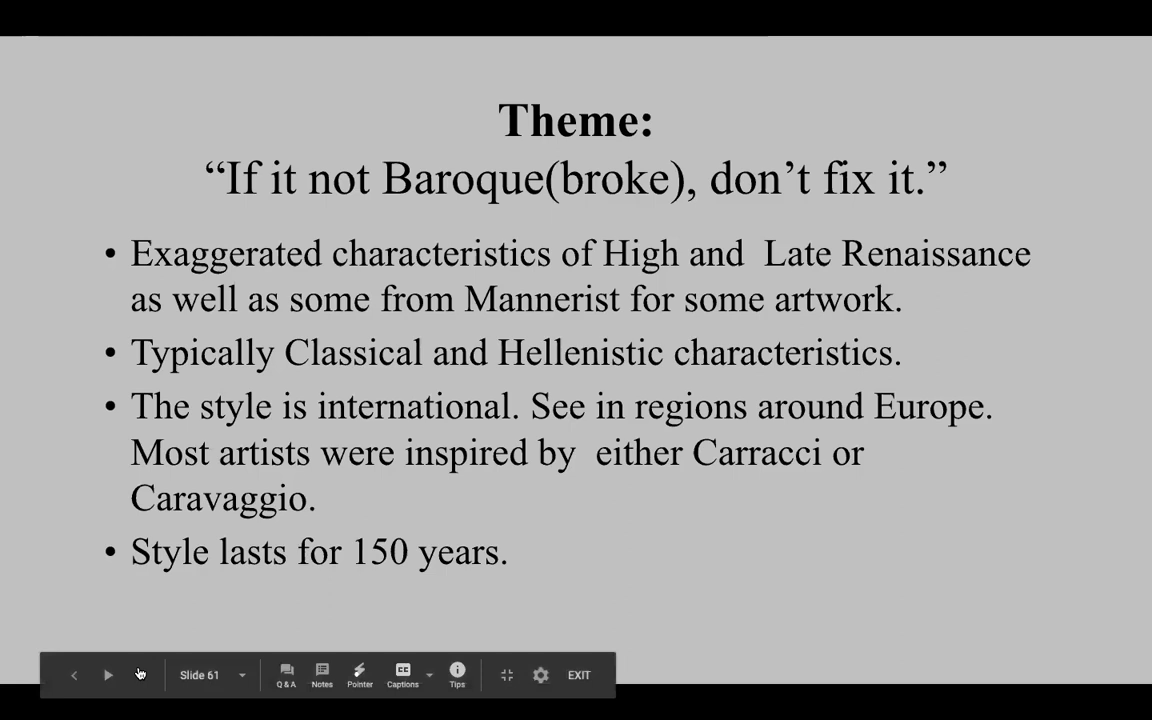 Theme:
“If it not Baroque(broke), don’t fix it.”
• Exaggerated characteristics of High and  Late Renaissance
as well as some from Mannerist for some artwork.
• Typically Classical and Hellenistic characteristics.
• The style is international. See in regions around Europe.
Most artists were inspired by  either Carracci or
Caravaggio.
• Style lasts for 150 years.
Slide 61
Q & A
Notes
Pointer
CC
Captions
Tips
EXIT